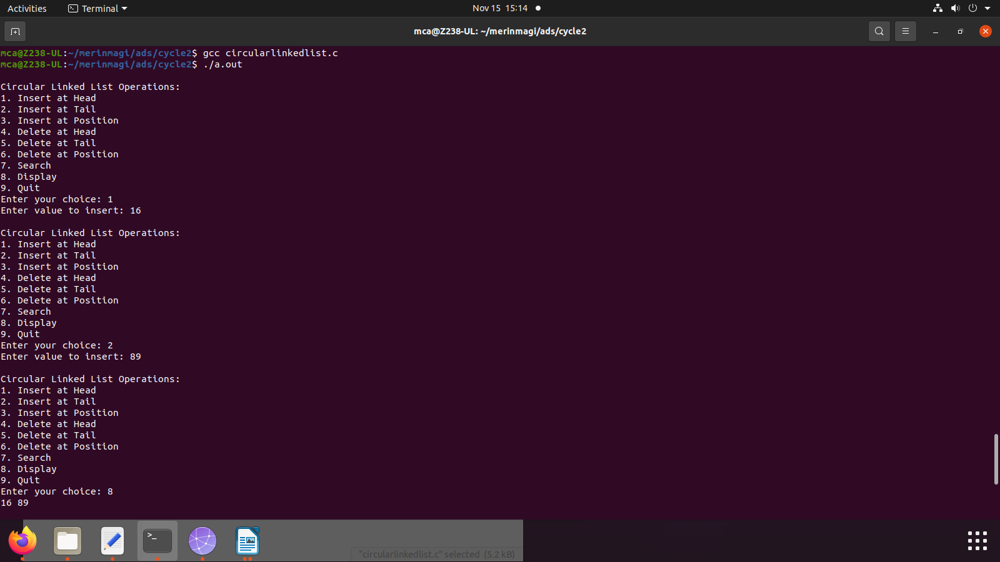 Activities Terminal Nov 15 15:14
mca@Z238-UL: ~/merinmagi/ads/cycle2
mca@Z238-UL:~/merinmagi/ads/cycle2$ gcc circularlinkedlist.c
mca@Z238-UL:~/merinmagi/ads/cycle2$ ./a.out
Circular Linked List Operations:
1. Insert at Head
2. Insert at Tail
3. Insert at Position
4. Delete at Head
5. Delete at Tail
6. Delete at Position
7. Search
8. Display
9. Quit
Enter your choice: 1
Enter value to insert: 16
Circular Linked List Operations:
1. Insert at Head
2. Insert at Tail
3. Insert at Position
4. Delete at Head
5. Delete at Tail
6. Delete at Position
7. Search
8. Display
9. Quit
Enter your choice: 2
Enter value to insert: 89
Circular Linked List Operations:
1. Insert at Head
2. Insert at Tail
3. Insert at Position
4. Delete at Head
5. Delete at Tail
6. Delete at Position
7. Search
8. Display
9. Quit
Enter your choice: 8
16 89
>_
"circularlinkedlist.c" selected (5.2 kB)